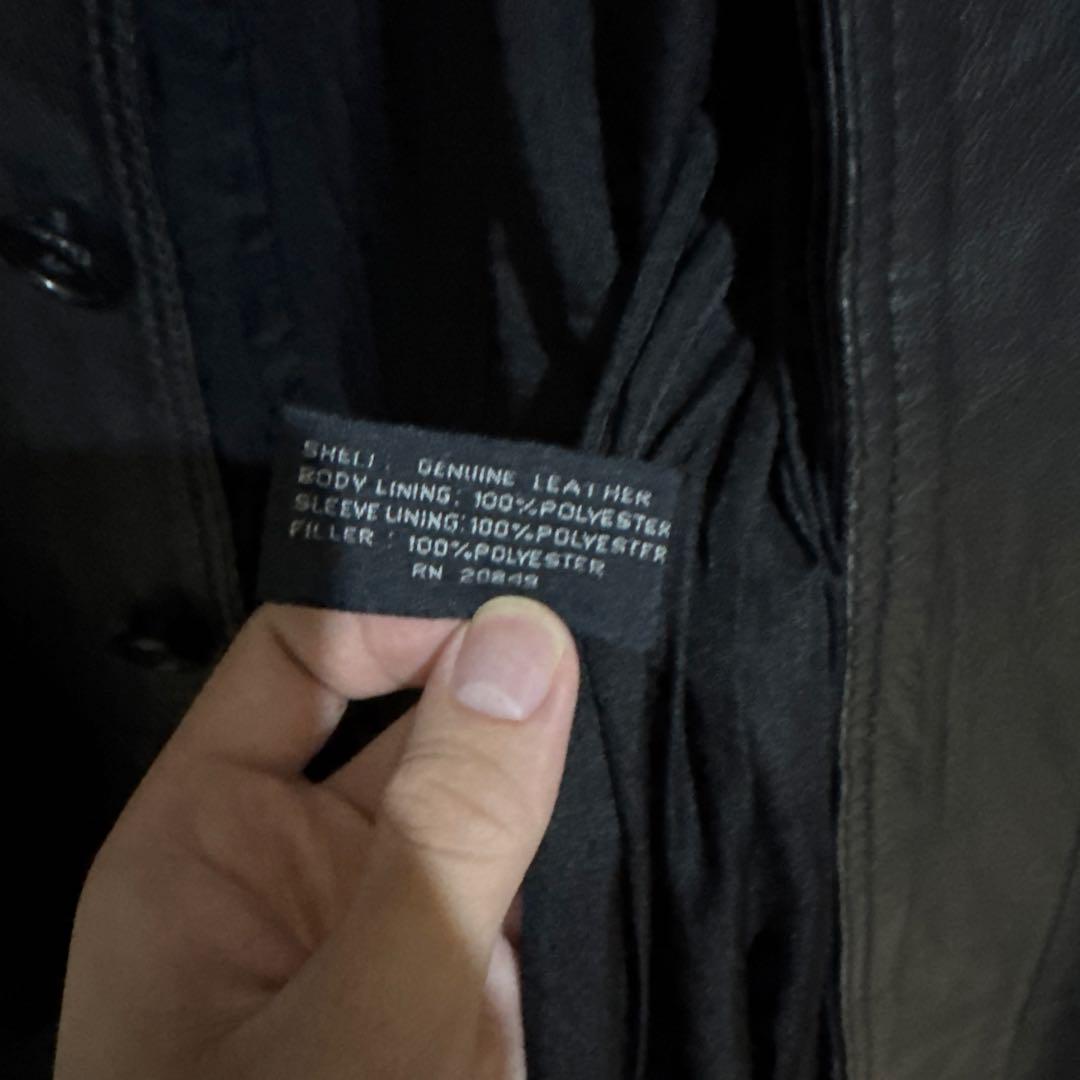 SHELL: GENUINE LEATHER
BODY LINING: 100%POLYESTER
SLEEVE LINING: 100%POLYESTER
FILLER : 100%POLYESTER
RN 20849